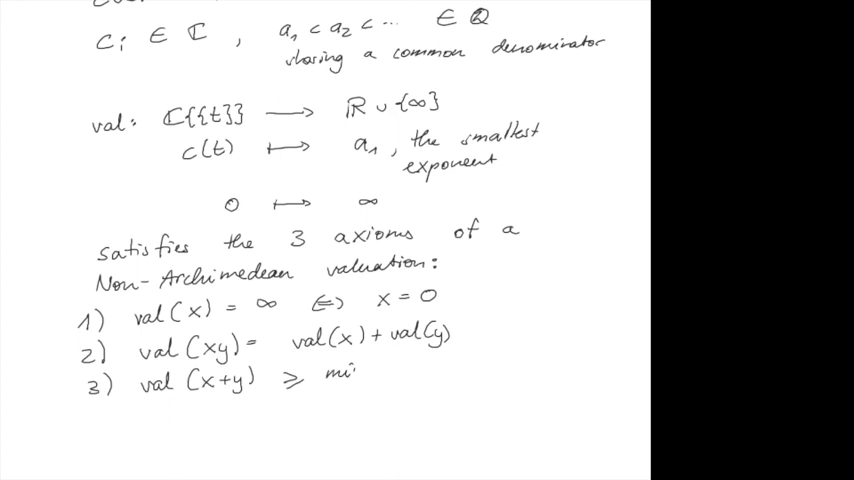 Cᵢ ∈ ℂ , a₁ < a₂ < ... ∈ ℚ
sharing a common denominator
val: ℂ{{t}} ⟶ ℝ ∪ {∞}
c(t) ⟼ a₁, the smallest
exponent
0 ⟼ ∞
satisfies the 3 axioms of a
Non-Archimedean valuation:
1) val(x) = ∞ ⟺ x = 0
2) val(xy) = val(x) + val(y)
3) val(x+y) ⩾ mi